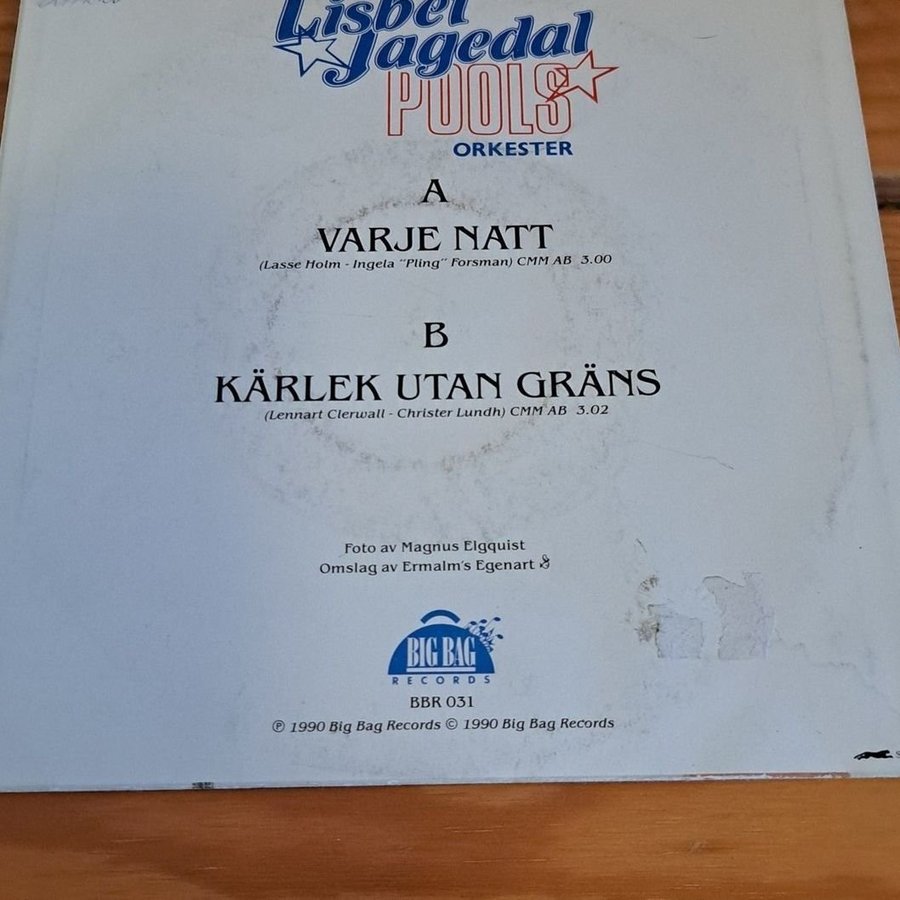 Lisbet
Jagedal
POOLS
ORKESTER
A
VARJE NATT
(Lasse Holm - Ingela "Pling" Forsman) CMM AB 3.00
B
KÄRLEK UTAN GRÄNS
(Lennart Clerwall - Christer Lundh) CMM AB 3.02
Foto av Magnus Elgquist
Omslag av Ermalm's Egenart
BIG BAG
RECORDS
BBR 031
℗ 1990 Big Bag Records © 1990 Big Bag Records